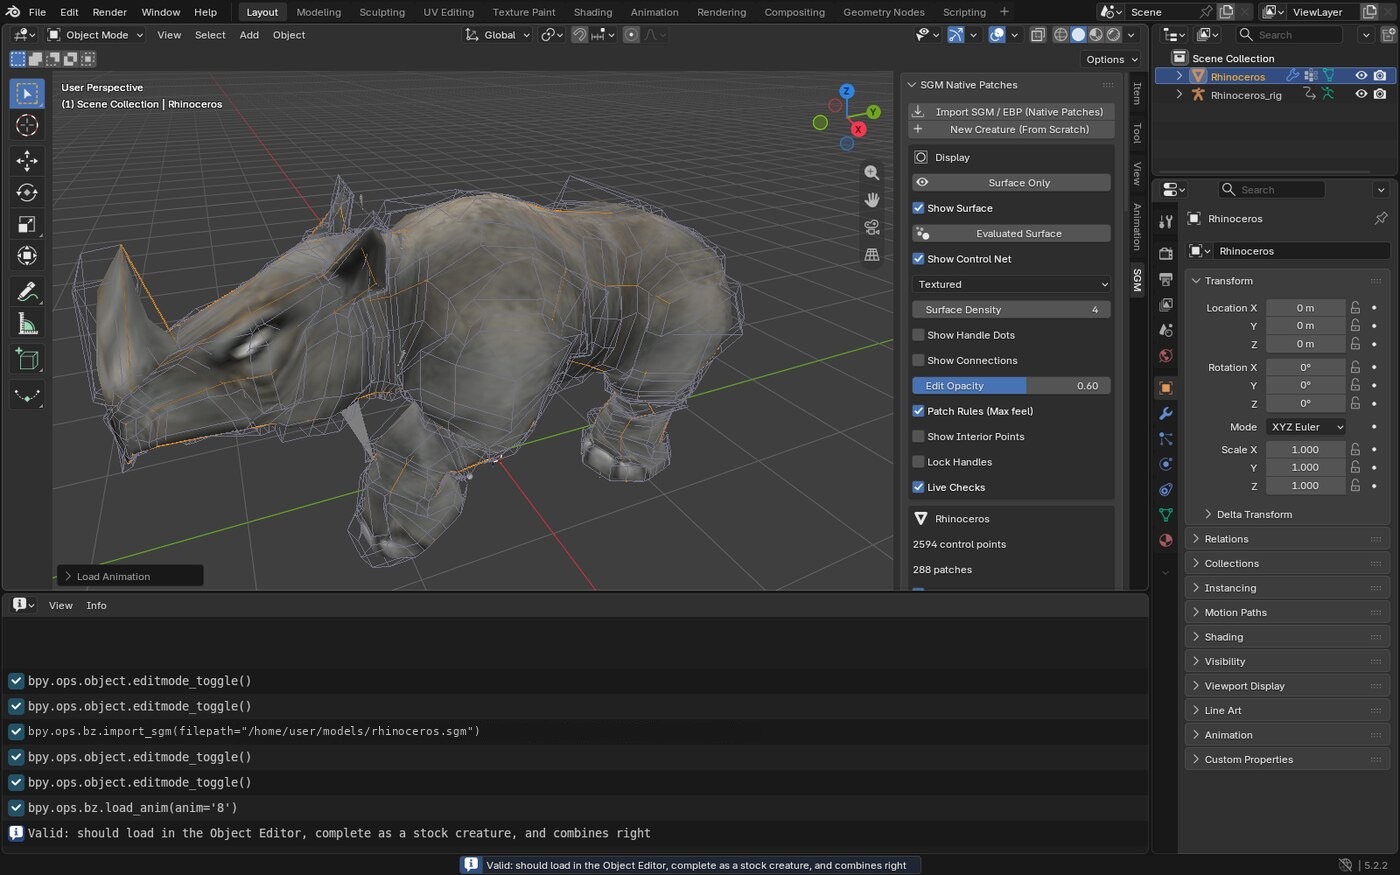 File Edit Render Window Help Layout Modeling Sculpting UV Editing Texture Paint Shading Animation Rendering Compositing Geometry Nodes Scripting + Scene ViewLayer
Object Mode View Select Add Object Global Search
Options
User Perspective
(1) Scene Collection | Rhinoceros
Z
Y
X
Load Animation
SGM Native Patches
Import SGM / EBP (Native Patches)
New Creature (From Scratch)
Display
Surface Only
Show Surface
Evaluated Surface
Show Control Net
Textured
Surface Density 4
Show Handle Dots
Show Connections
Edit Opacity 0.60
Patch Rules (Max feel)
Show Interior Points
Lock Handles
Live Checks
Rhinoceros
2594 control points
288 patches
Item
Tool
View
Animation
SGM
Scene Collection
Rhinoceros
Rhinoceros_rig
Search
Rhinoceros
Rhinoceros
Transform
Location X 0 m
Y 0 m
Z 0 m
Rotation X 0°
Y 0°
Z 0°
Mode XYZ Euler
Scale X 1.000
Y 1.000
Z 1.000
Delta Transform
Relations
Collections
Instancing
Motion Paths
Shading
Visibility
Viewport Display
Line Art
Animation
Custom Properties
View Info
bpy.ops.object.editmode_toggle()
bpy.ops.object.editmode_toggle()
bpy.ops.bz.import_sgm(filepath="/home/user/models/rhinoceros.sgm")
bpy.ops.object.editmode_toggle()
bpy.ops.object.editmode_toggle()
bpy.ops.bz.load_anim(anim='8')
Valid: should load in the Object Editor, complete as a stock creature, and combines right
Valid: should load in the Object Editor, complete as a stock creature, and combines right
5.2.2